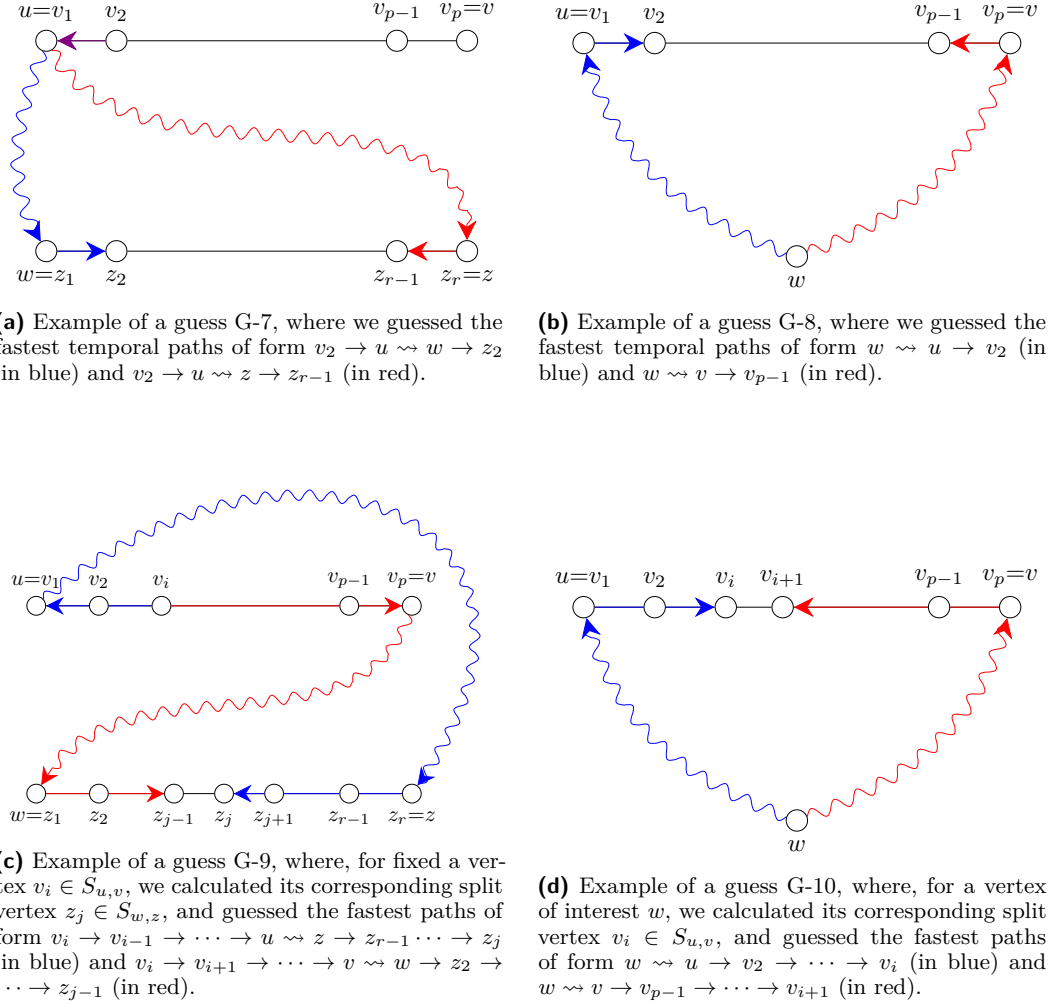 u=v₁ v₂ vₚ₋₁ vₚ=v
w=z₁ z₂ zᵣ₋₁ zᵣ=z
(a) Example of a guess G-7, where we guessed the
fastest temporal paths of form v₂ → u ⇝ w → z₂
(in blue) and v₂ → u ⇝ z → zᵣ₋₁ (in red).
u=v₁ v₂ vₚ₋₁ vₚ=v
w
(b) Example of a guess G-8, where we guessed the
fastest temporal paths of form w ⇝ u → v₂ (in
blue) and w ⇝ v → vₚ₋₁ (in red).
u=v₁ v₂ vᵢ vₚ₋₁ vₚ=v
w=z₁ z₂ zⱼ₋₁ zⱼ zⱼ₊₁ zᵣ₋₁ zᵣ=z
(c) Example of a guess G-9, where, for fixed a ver-
tex vᵢ ∈ S_{u,v}, we calculated its corresponding split
vertex zⱼ ∈ S_{w,z}, and guessed the fastest paths of
form vᵢ → vᵢ₋₁ → ··· → u ⇝ z → zᵣ₋₁ ··· → zⱼ
(in blue) and vᵢ → vᵢ₊₁ → ··· → v ⇝ w → z₂ →
··· → zⱼ₋₁ (in red).
u=v₁ v₂ vᵢ vᵢ₊₁ vₚ₋₁ vₚ=v
w
(d) Example of a guess G-10, where, for a vertex
of interest w, we calculated its corresponding split
vertex vᵢ ∈ S_{u,v}, and guessed the fastest paths
of form w ⇝ u → v₂ → ··· → vᵢ (in blue) and
w ⇝ v → vₚ₋₁ → ··· → vᵢ₊₁ (in red).